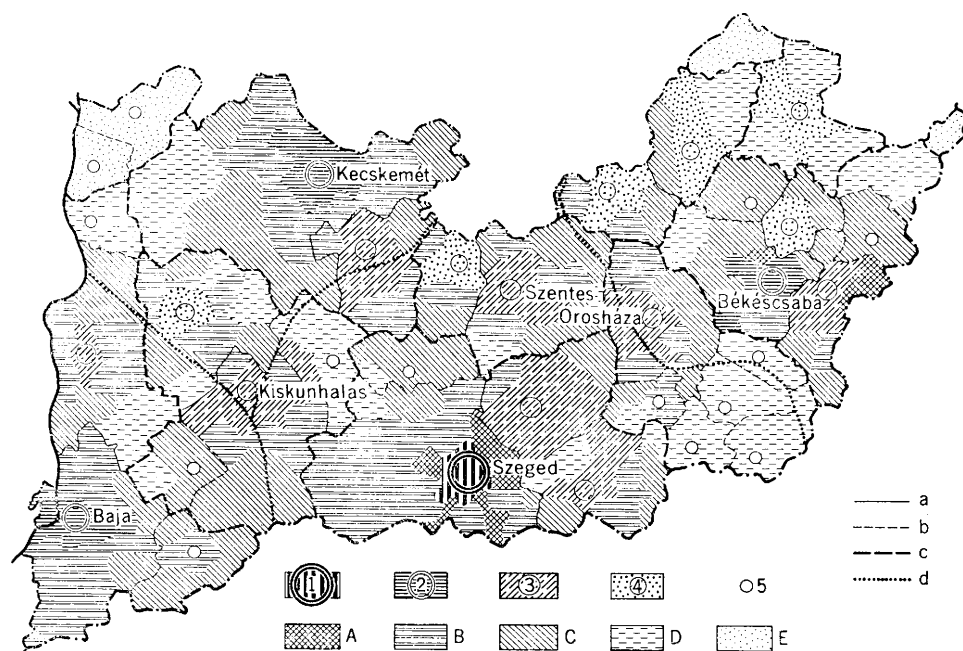 Kecskemét
Szentes
Orosháza
Békéscsaba
Kiskunhalas
Szeged
Baja
a
b
c
d
1 2 3 4 5
A B C D E